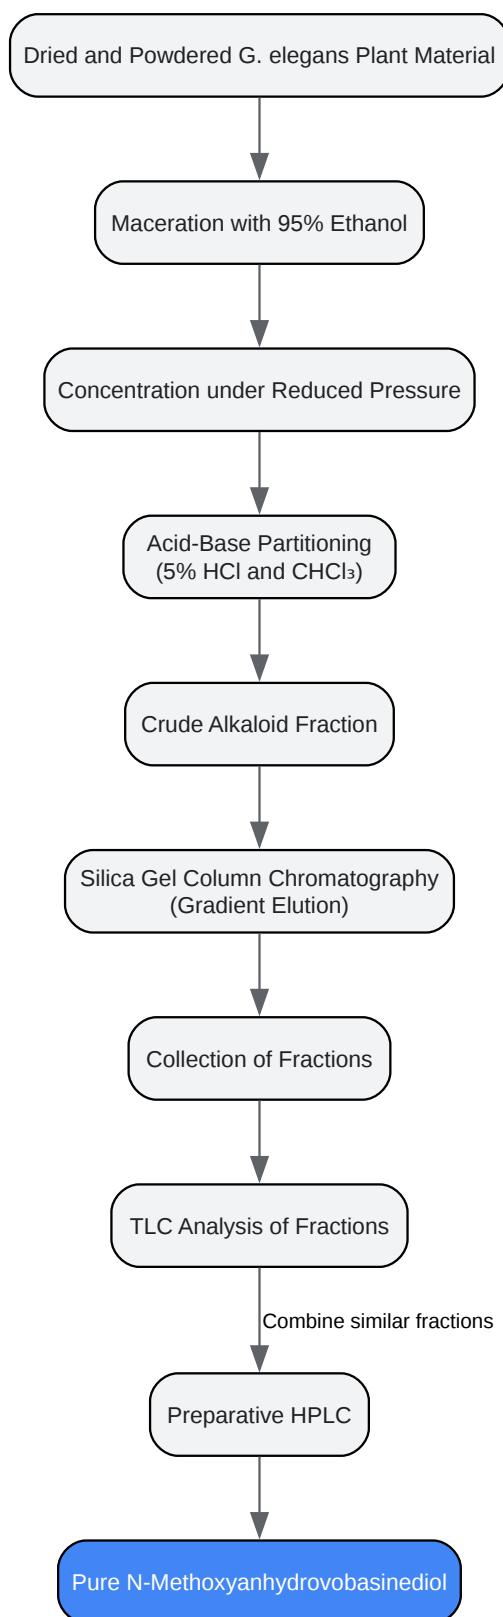 Dried and Powdered G. elegans Plant Material
Maceration with 95% Ethanol
Concentration under Reduced Pressure
Acid-Base Partitioning
(5% HCl and CHCl₃)
Crude Alkaloid Fraction
Silica Gel Column Chromatography
(Gradient Elution)
Collection of Fractions
TLC Analysis of Fractions
Combine similar fractions
Preparative HPLC
Pure N-Methoxyanhydrovobasinediol